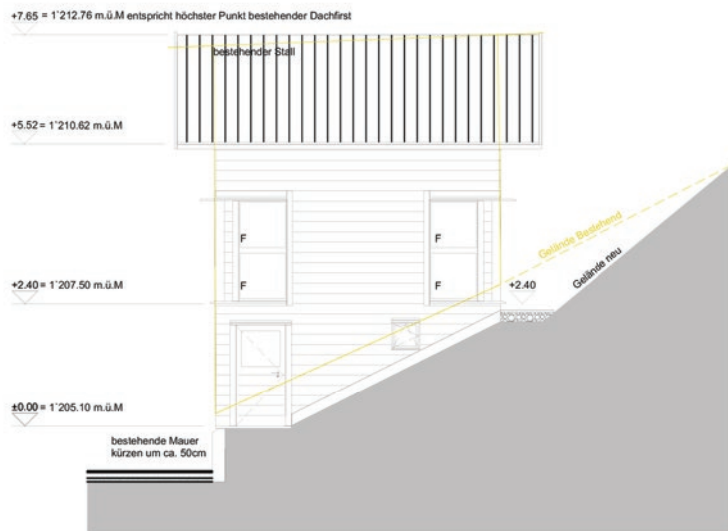 +7.65 = 1`212.76 m.ü.M entspricht höchster Punkt bestehender Dachfirst
bestehender Stall
+5.52 = 1`210.62 m.ü.M
F
F
Gelände Bestehend
F
F
Gelände neu
+2.40 = 1`207.50 m.ü.M
+2.40
±0.00 = 1`205.10 m.ü.M
bestehende Mauer
kürzen um ca. 50cm